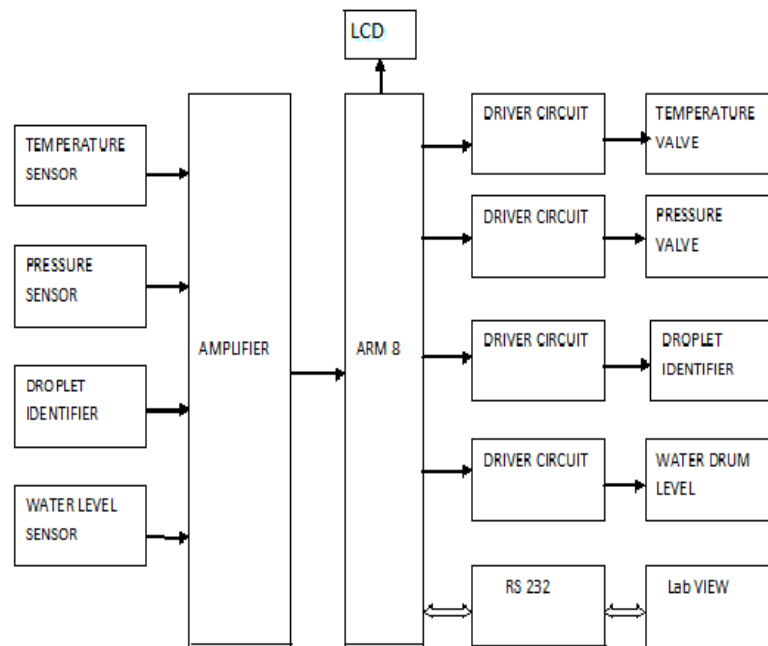 LCD
TEMPERATURE
SENSOR
PRESSURE
SENSOR
DROPLET
IDENTIFIER
WATER LEVEL
SENSOR
AMPLIFIER
ARM 8
DRIVER CIRCUIT
TEMPERATURE
VALVE
DRIVER CIRCUIT
PRESSURE
VALVE
DRIVER CIRCUIT
DROPLET
IDENTIFIER
DRIVER CIRCUIT
WATER DRUM
LEVEL
RS 232
Lab VIEW